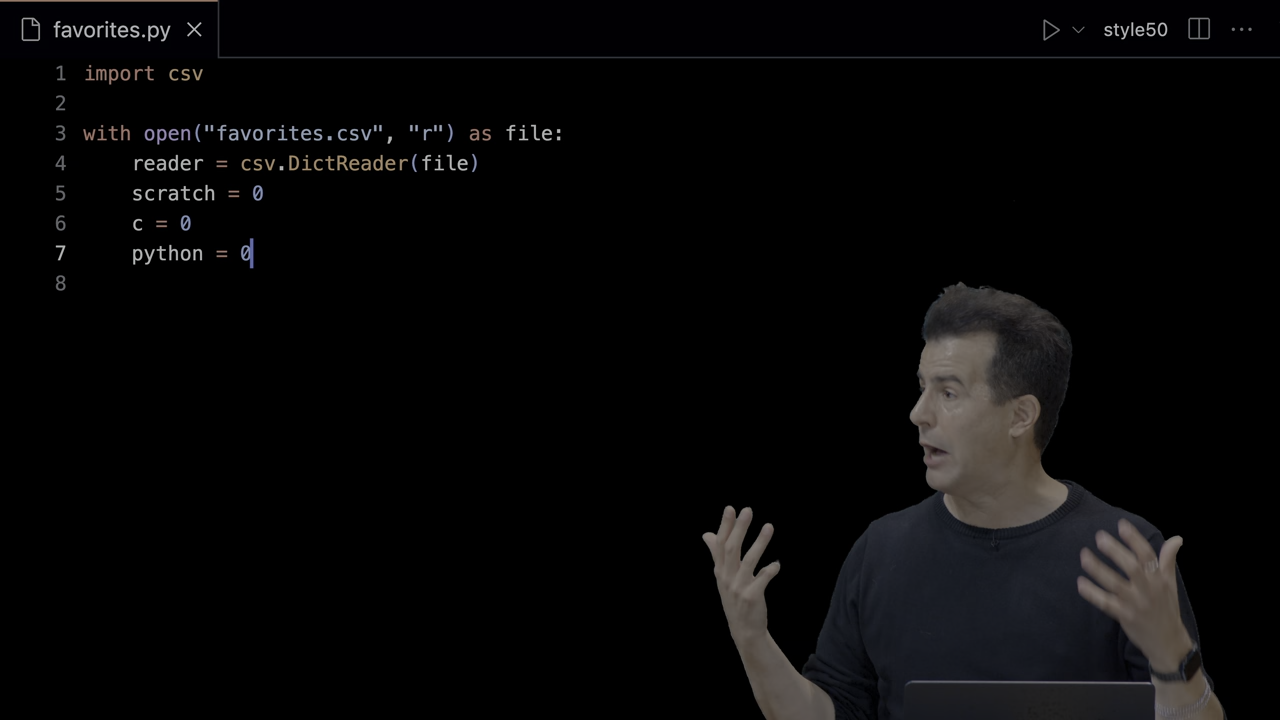 favorites.py
style50
1 import csv
2
3 with open("favorites.csv", "r") as file:
4     reader = csv.DictReader(file)
5     scratch = 0
6     c = 0
7     python = 0
8